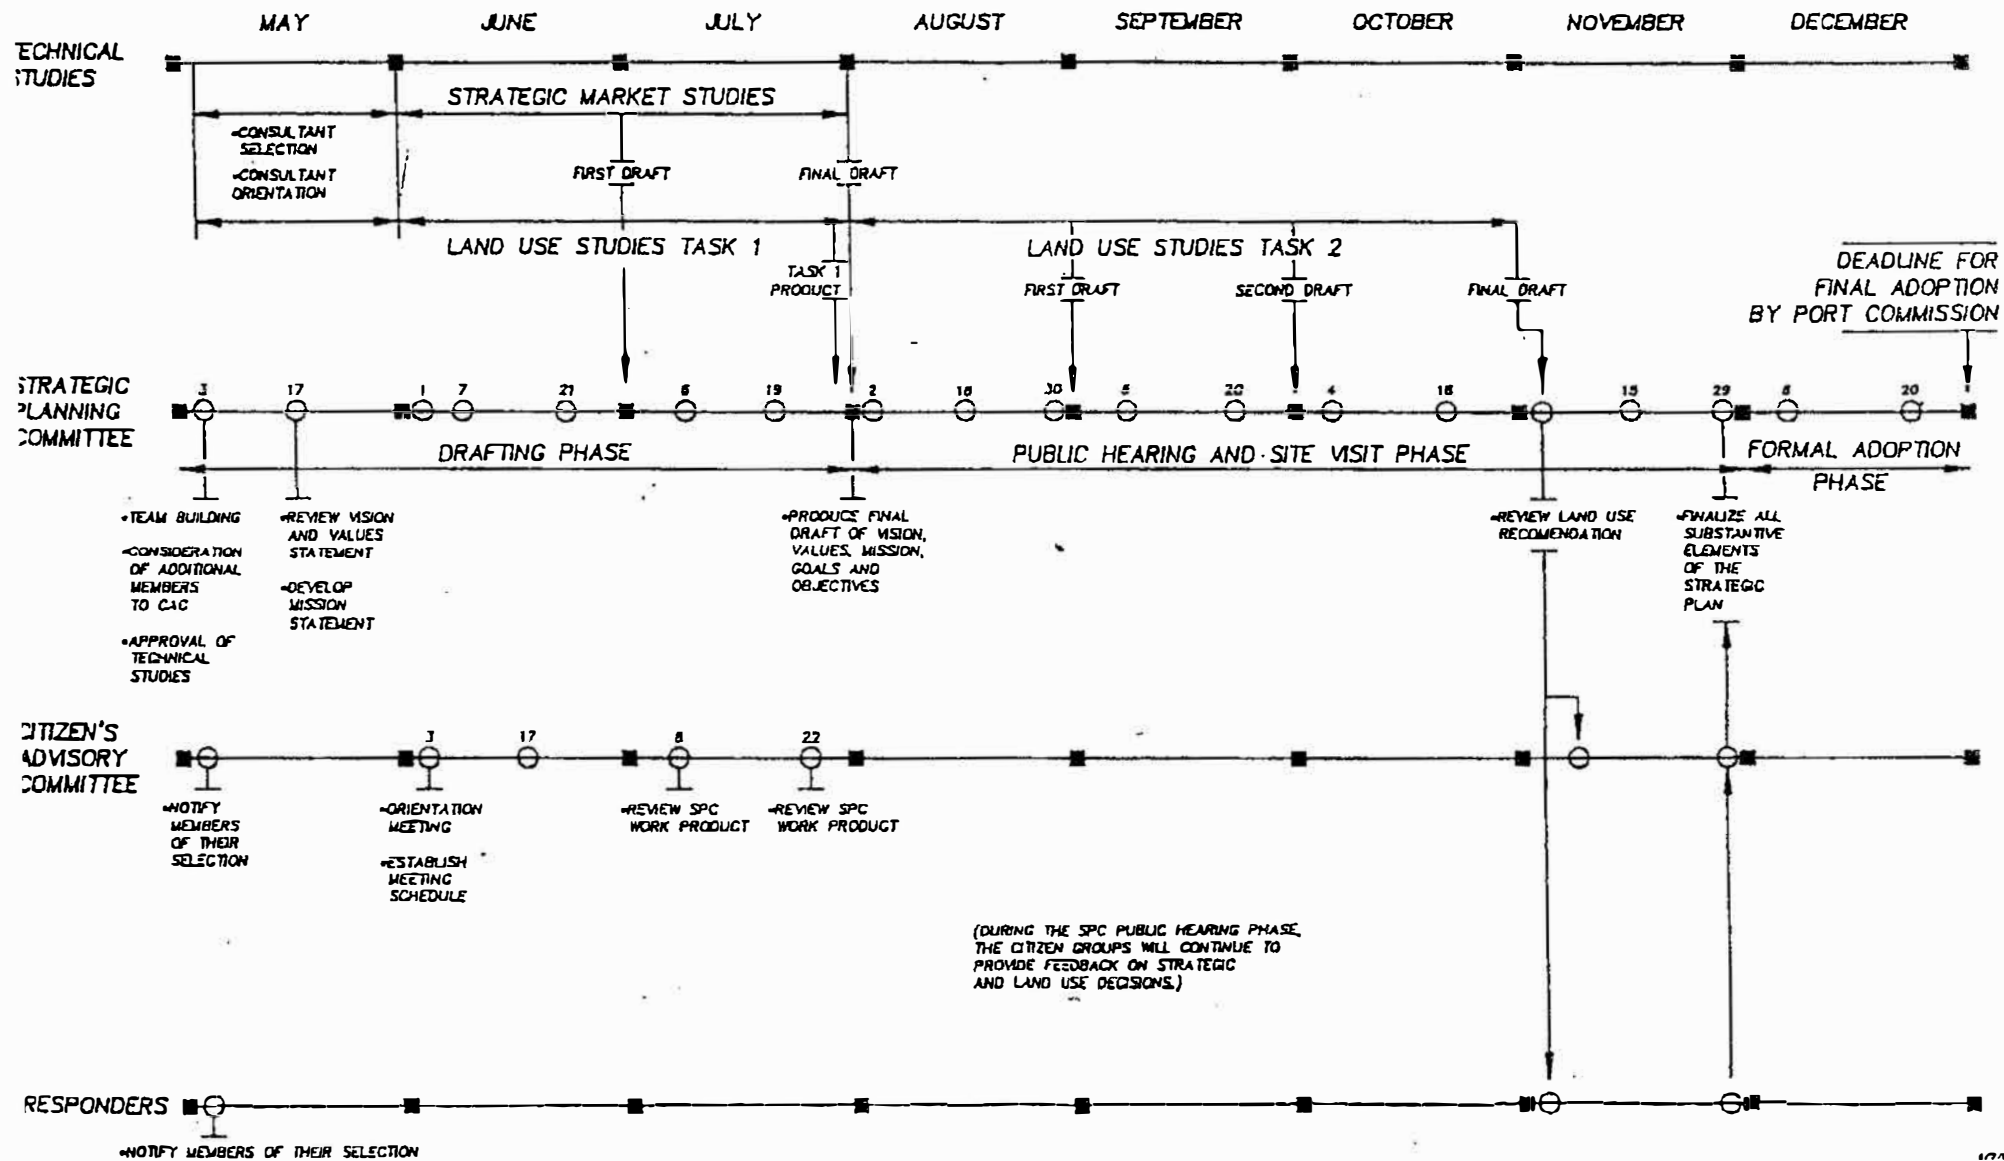 MAY JUNE JULY AUGUST SEPTEMBER OCTOBER NOVEMBER DECEMBER
ECHNICAL
TUDIES
STRATEGIC MARKET STUDIES
•CONSULTANT
SELECTION
•CONSULTANT
ORIENTATION
FIRST DRAFT
FINAL DRAFT
LAND USE STUDIES TASK 1
LAND USE STUDIES TASK 2
TASK 1
PRODUCT
FIRST DRAFT
SECOND DRAFT
FINAL DRAFT
DEADLINE FOR
FINAL ADOPTION
BY PORT COMMISSION
STRATEGIC
PLANNING
COMMITTEE
3 17 1 7 21 6 19 2 16 30 20 4 18 15 29 6 20
DRAFTING PHASE
PUBLIC HEARING AND SITE VISIT PHASE
FORMAL ADOPTION
PHASE
•TEAM BUILDING
•CONSIDERATION
OF ADDITIONAL
MEMBERS
TO CAC
•APPROVAL OF
TECHNICAL
STUDIES
•REVIEW VISION
AND VALUES
STATEMENT
•DEVELOP
MISSION
STATEMENT
•PRODUCE FINAL
DRAFT OF VISION,
VALUES, MISSION,
GOALS AND
OBJECTIVES
•REVIEW LAND USE
RECOMENDATION
•FINALIZE ALL
SUBSTANTIVE
ELEMENTS
OF THE
STRATEGIC
PLAN
CITIZEN'S
ADVISORY
COMMITTEE
3 17 8 22
•NOTIFY
MEMBERS
OF THEIR
SELECTION
•ORIENTATION
MEETING
•ESTABLISH
MEETING
SCHEDULE
•REVIEW SPC
WORK PRODUCT
•REVIEW SPC
WORK PRODUCT
(DURING THE SPC PUBLIC HEARING PHASE,
THE CITIZEN GROUPS WILL CONTINUE TO
PROVIDE FEEDBACK ON STRATEGIC
AND LAND USE DECISIONS.)
RESPONDERS
•NOTIFY MEMBERS OF THEIR SELECTION